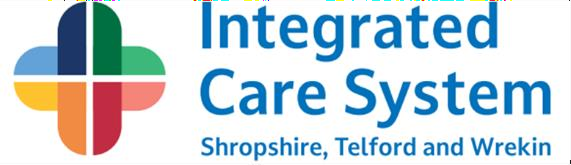 Integrated
Care System
Shropshire, Telford and Wrekin